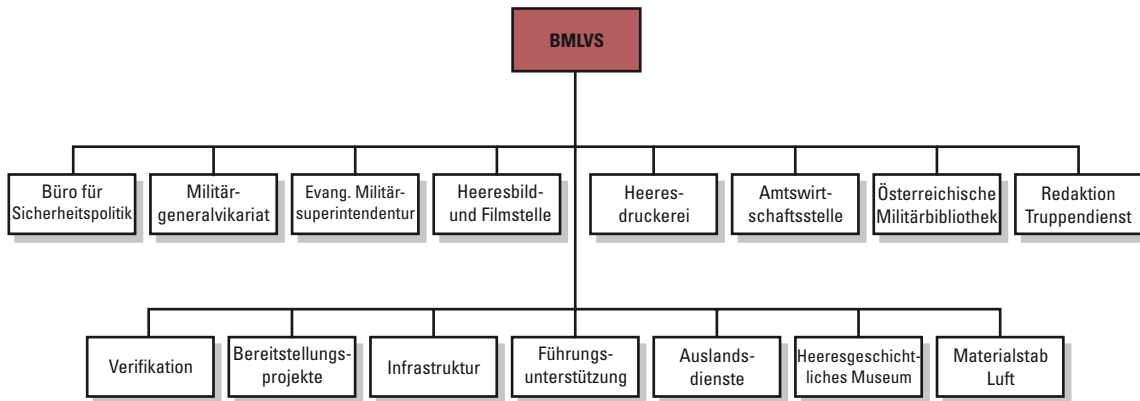 BMLVS
Büro für
Sicherheitspolitik
Militär-
generalvikariat
Evang. Militär-
superintendentur
Heeresbild-
und Filmstelle
Heeres-
druckerei
Amtswirt-
schaftsstelle
Österreichische
Militärbibliothek
Redaktion
Truppendienst
Verifikation
Bereitstellungs-
projekte
Infrastruktur
Führungs-
unterstützung
Auslands-
dienste
Heeresgeschicht-
liches Museum
Materialstab
Luft